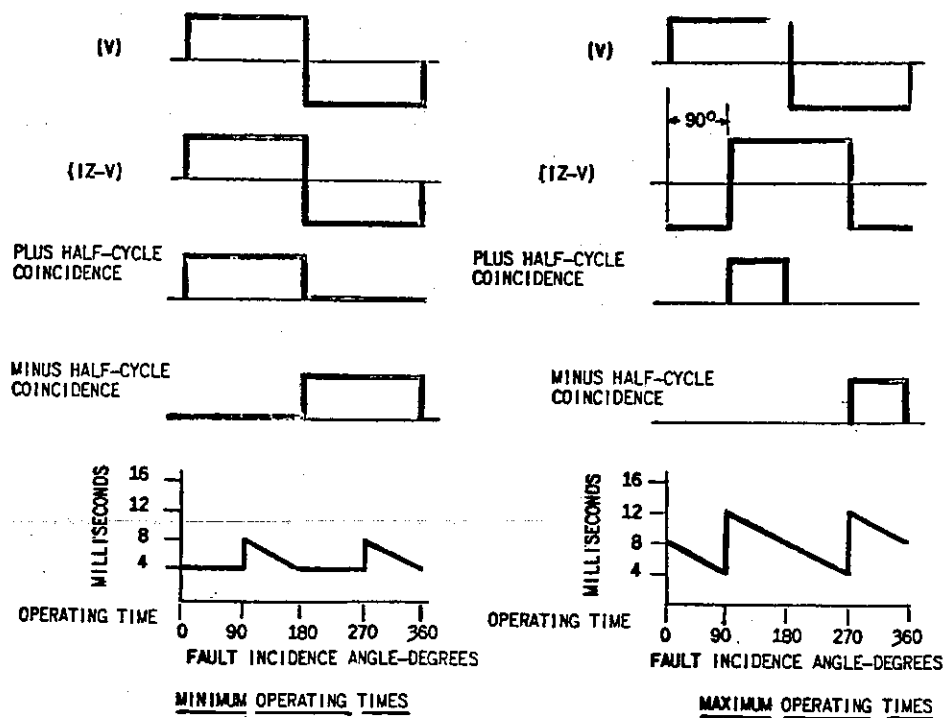 (V)
(IZ-V)
PLUS HALF-CYCLE
COINCIDENCE
MINUS HALF-CYCLE
COINCIDENCE
MILLISECONDS
16
12
8
4
OPERATING TIME
0 90 180 270 360
FAULT INCIDENCE ANGLE-DEGREES
MINIMUM OPERATING TIMES
(V)
90°
(IZ-V)
PLUS HALF-CYCLE
COINCIDENCE
MINUS HALF-CYCLE
COINCIDENCE
MILLISECONDS
16
12
8
4
OPERATING TIME
0 90 180 270 360
FAULT INCIDENCE ANGLE-DEGREES
MAXIMUM OPERATING TIMES